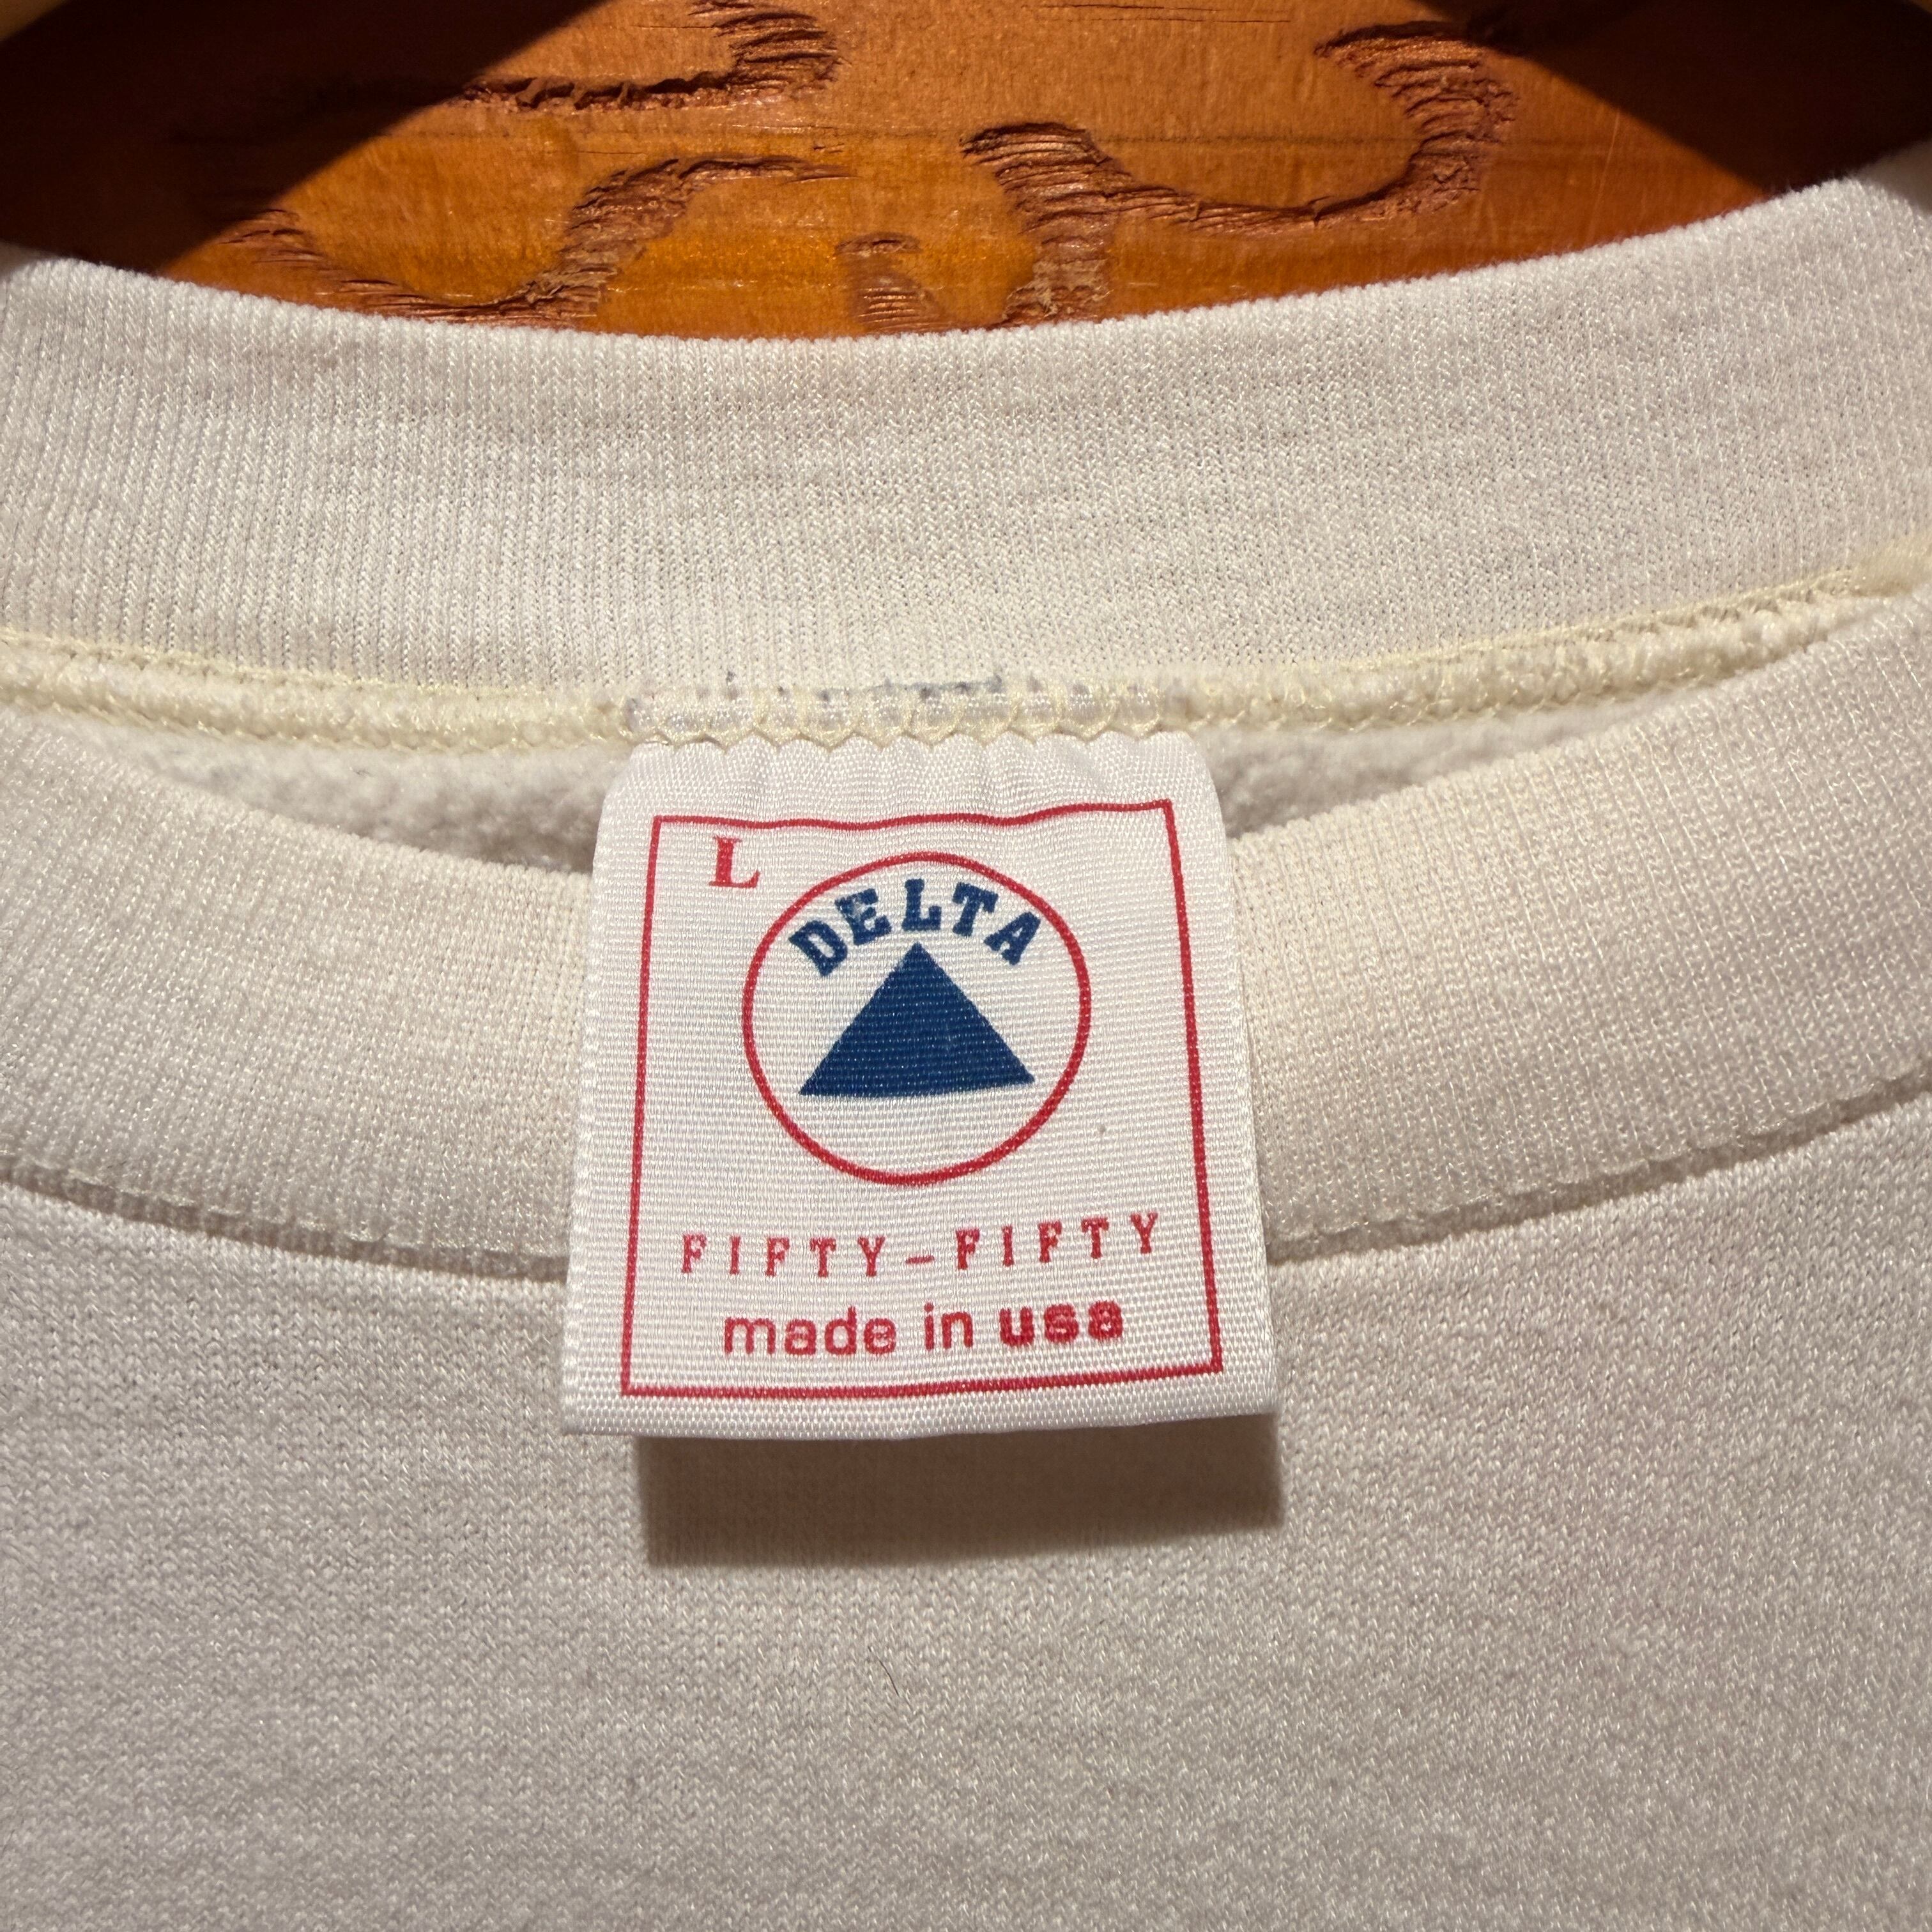 L
DELTA
FIFTY-FIFTY
made in usa